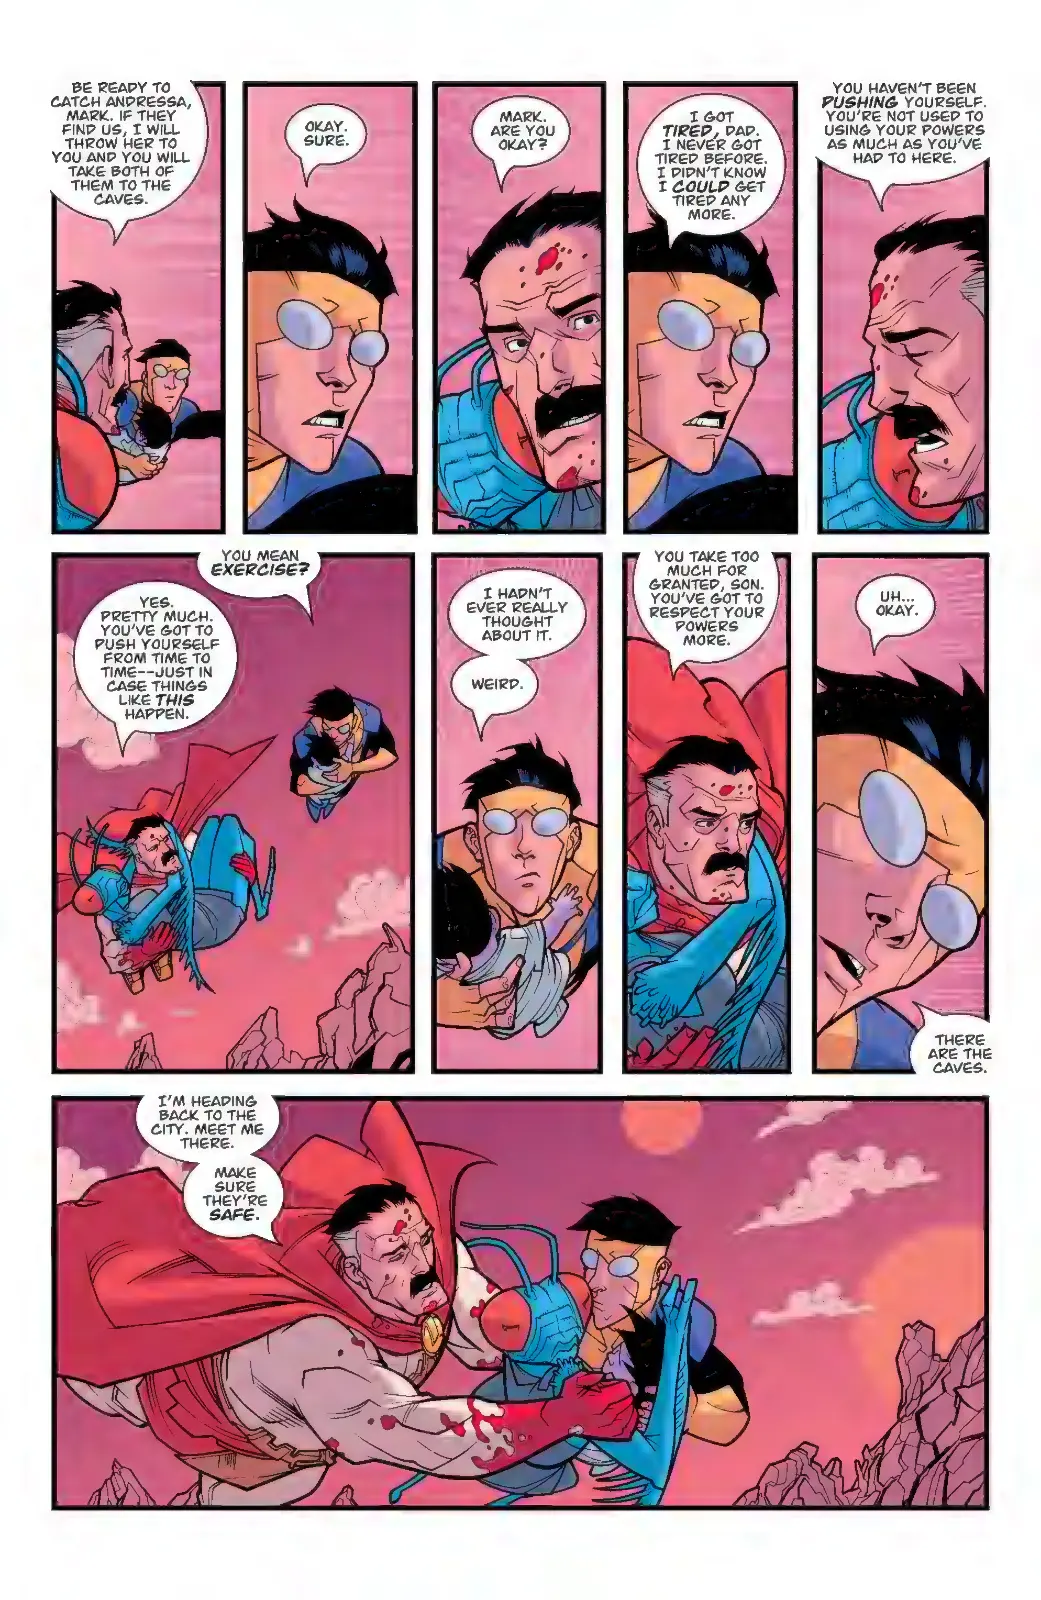 BE READY TO
CATCH ANDRESSA,
MARK. IF THEY
FIND US, I WILL
THROW HER TO
YOU AND YOU WILL
TAKE BOTH OF
THEM TO THE
CAVES.
OKAY.
SURE.
MARK.
ARE YOU
OKAY?
I GOT
TIRED, DAD.
I NEVER GOT
TIRED BEFORE.
I DIDN'T KNOW
I COULD GET
TIRED ANY
MORE.
YOU HAVEN'T BEEN
PUSHING YOURSELF.
YOU'RE NOT USED TO
USING YOUR POWERS
AS MUCH AS YOU'VE
HAD TO HERE.
YOU MEAN
EXERCISE?
YES.
PRETTY MUCH.
YOU'VE GOT TO
PUSH YOURSELF
FROM TIME TO
TIME--JUST IN
CASE THINGS
LIKE THIS
HAPPEN.
I HADN'T
EVER REALLY
THOUGHT
ABOUT IT.
WEIRD.
YOU TAKE TOO
MUCH FOR
GRANTED, SON.
YOU'VE GOT TO
RESPECT YOUR
POWERS
MORE.
UH...
OKAY.
THERE
ARE THE
CAVES.
I'M HEADING
BACK TO THE
CITY. MEET ME
THERE.
MAKE
SURE
THEY'RE
SAFE.